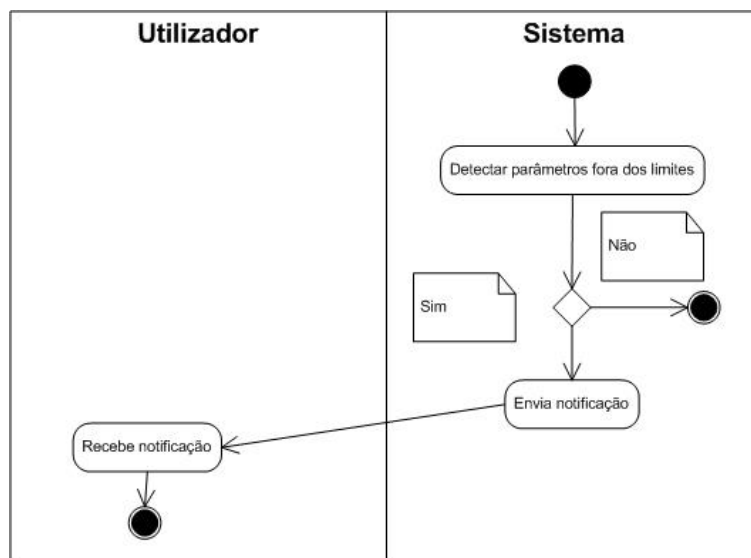 Utilizador
Sistema
Detectar parâmetros fora dos limites
Não
Sim
Envia notificação
Recebe notificação